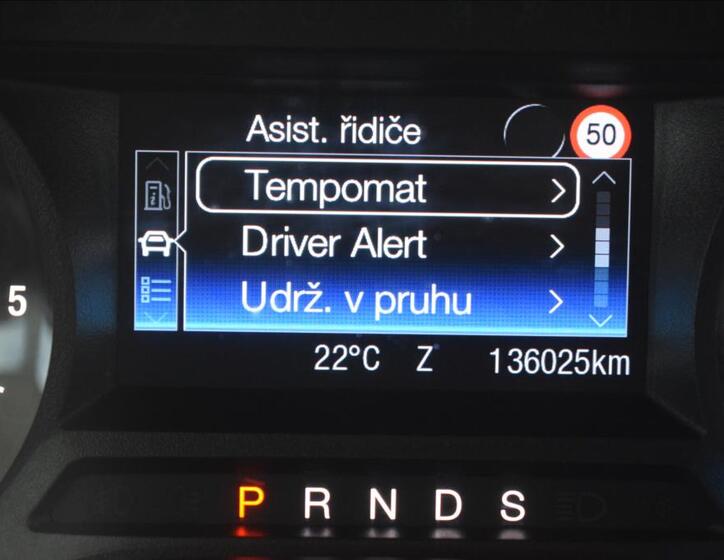 Asist. řidiče
50
Tempomat
Driver Alert
Udrž. v pruhu
5
22°C Z 136025km
P R N D S